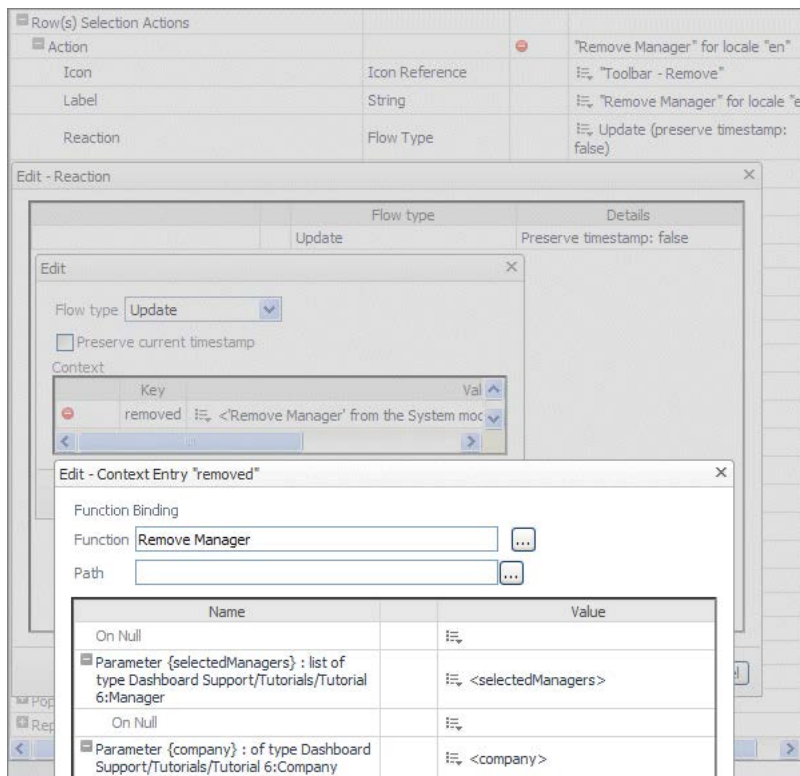 Row(s) Selection Actions
Action "Remove Manager" for locale "en"
Icon Icon Reference "Toolbar - Remove"
Label String "Remove Manager" for locale "e
Reaction Flow Type Update (preserve timestamp:
false)
Edit - Reaction
Flow type Details
Update Preserve timestamp: false
Edit
Flow type Update
Preserve current timestamp
Context
Key Val
removed <'Remove Manager' from the System moc
Edit - Context Entry "removed"
Function Binding
Function Remove Manager ...
Path ...
Name Value
On Null
Parameter {selectedManagers} : list of
type Dashboard Support/Tutorials/Tutorial
6:Manager
<selectedManagers>
On Null
Parameter {company} : of type Dashboard
Support/Tutorials/Tutorial 6:Company
<company>
Pop
Rep